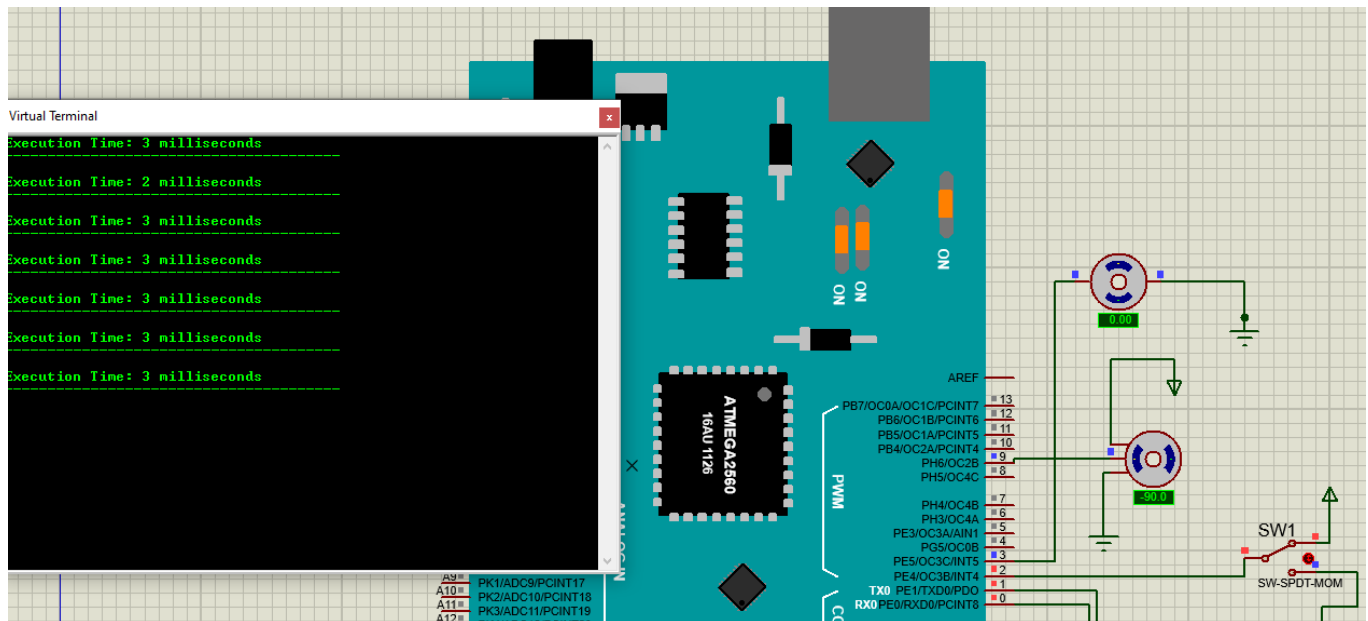 Virtual Terminal
x
Execution Time: 3 milliseconds
----------------------------------------
Execution Time: 2 milliseconds
----------------------------------------
Execution Time: 3 milliseconds
----------------------------------------
Execution Time: 3 milliseconds
----------------------------------------
Execution Time: 3 milliseconds
----------------------------------------
Execution Time: 3 milliseconds
----------------------------------------
Execution Time: 3 milliseconds
----------------------------------------
ON
ON
ON
ATMEGA2560
16AU 1126
AREF
PB7/OC0A/OC1C/PCINT7 13
PB6/OC1B/PCINT6 12
PB5/OC1A/PCINT5 11
PB4/OC2A/PCINT4 10
PH6/OC2B 9
PH5/OC4C 8
PWM
PH4/OC4B 7
PH3/OC4A 6
PE3/OC3A/AIN1 5
PG5/OC0B 4
PE5/OC3C/INT5 3
PE4/OC3B/INT4 2
TX0 PE1/TXD0/PDO 1
RX0 PE0/RXD0/PCINT8 0
0.00
-90.0
SW1
SW-SPDT-MOM
A9 PK1/ADC9/PCINT17
A10 PK2/ADC10/PCINT18
A11 PK3/ADC11/PCINT19
A12